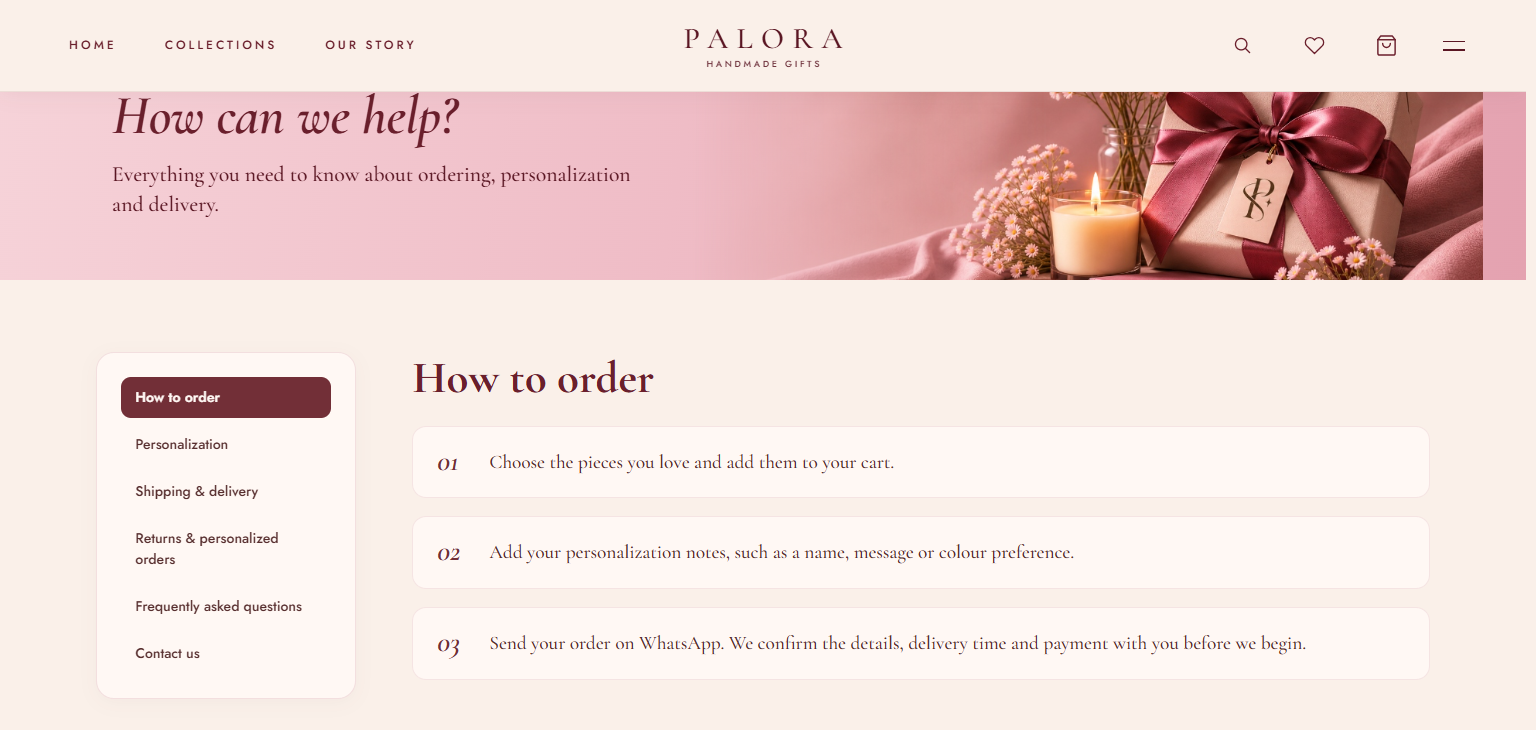 HOME
COLLECTIONS
OUR STORY
PALORA
HANDMADE GIFTS
How can we help?
Everything you need to know about ordering, personalization
and delivery.
How to order
Personalization
Shipping & delivery
Returns & personalized
orders
Frequently asked questions
Contact us
How to order
01 Choose the pieces you love and add them to your cart.
02 Add your personalization notes, such as a name, message or colour preference.
03 Send your order on WhatsApp. We confirm the details, delivery time and payment with you before we begin.